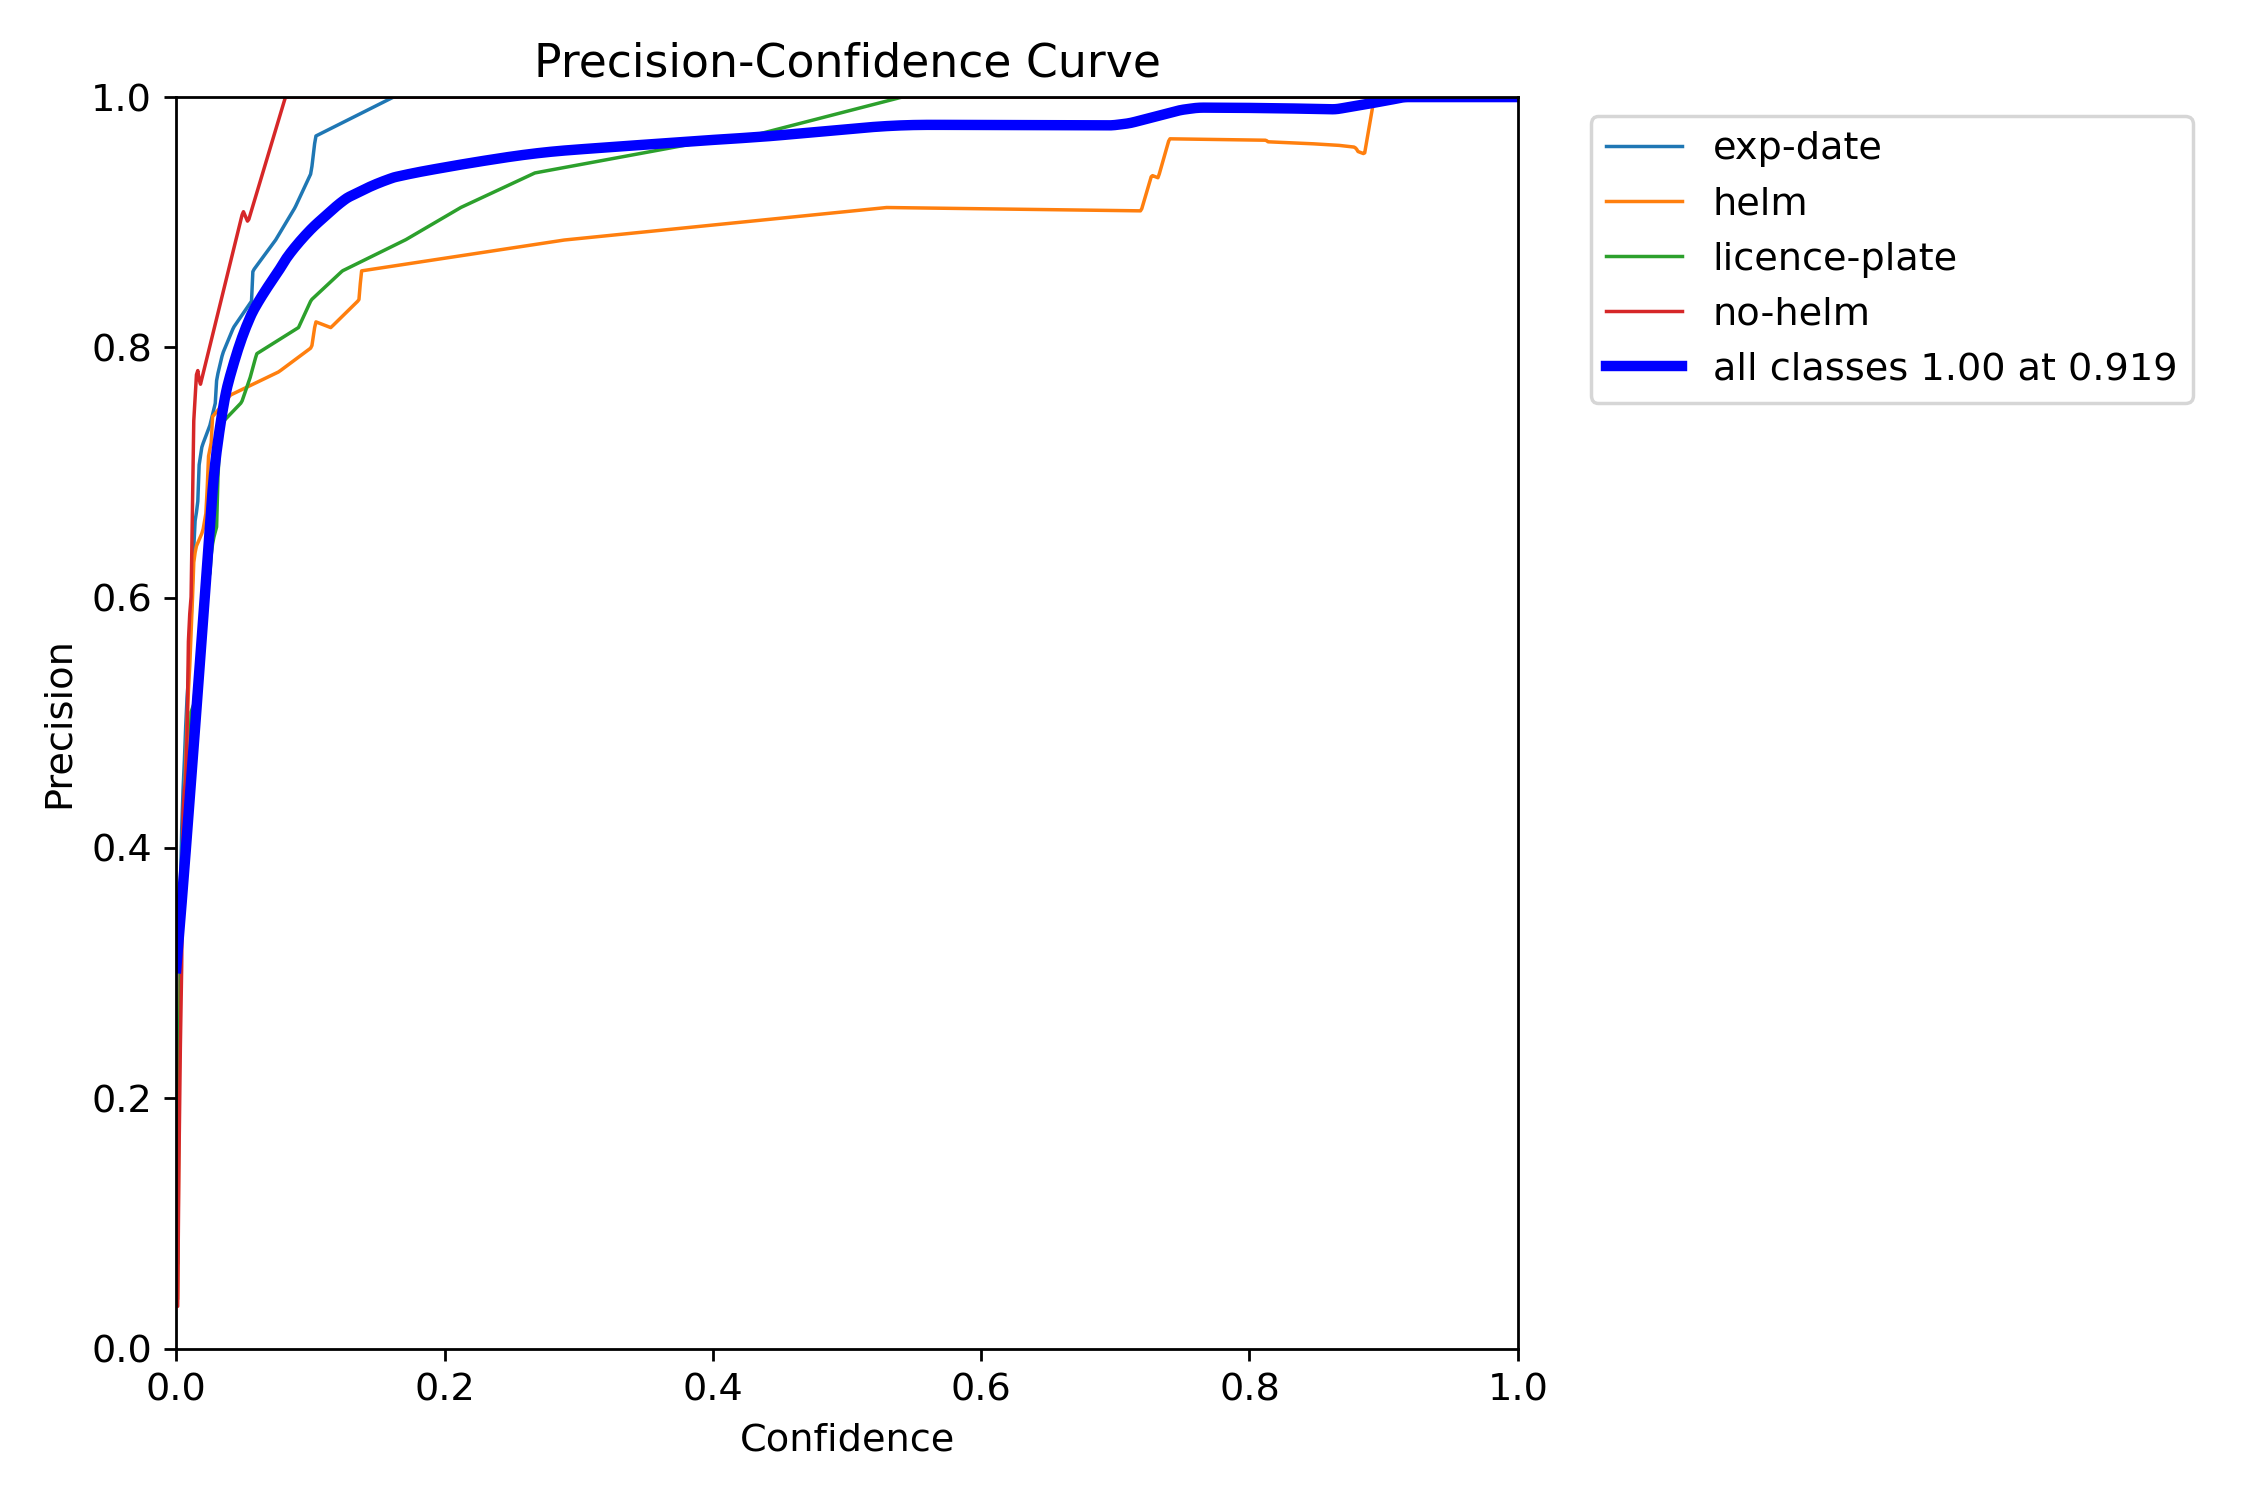 Precision-Confidence Curve
1.0
0.8
0.6
0.4
0.2
0.0
Precision
0.0 0.2 0.4 0.6 0.8 1.0
Confidence
exp-date
helm
licence-plate
no-helm
all classes 1.00 at 0.919